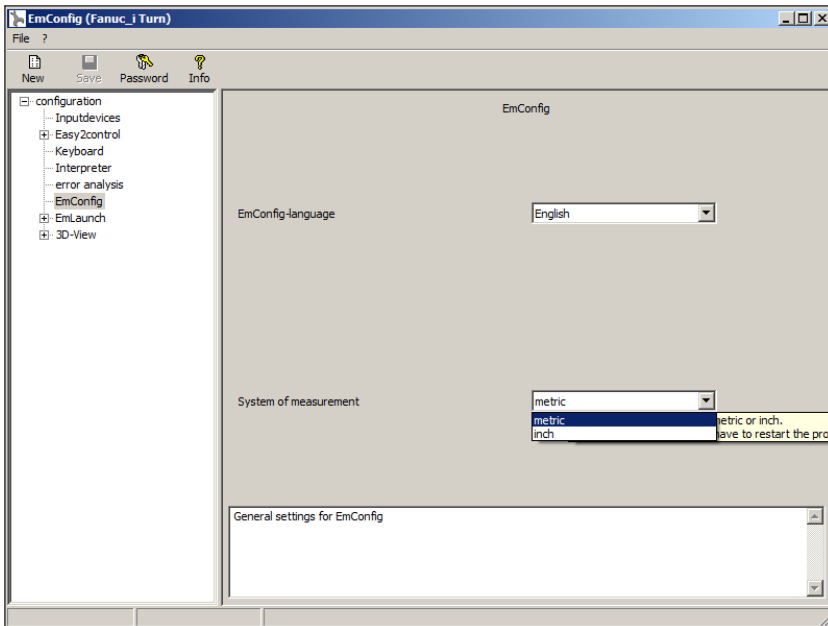 EmConfig (Fanuc_i Turn)
File ?
New Save Password Info
configuration
Inputdevices
Easy2control
Keyboard
Interpreter
error analysis
EmConfig
EmLaunch
3D-View
EmConfig
EmConfig-language English
System of measurement metric
metric etric or inch.
inch have to restart the pro
General settings for EmConfig